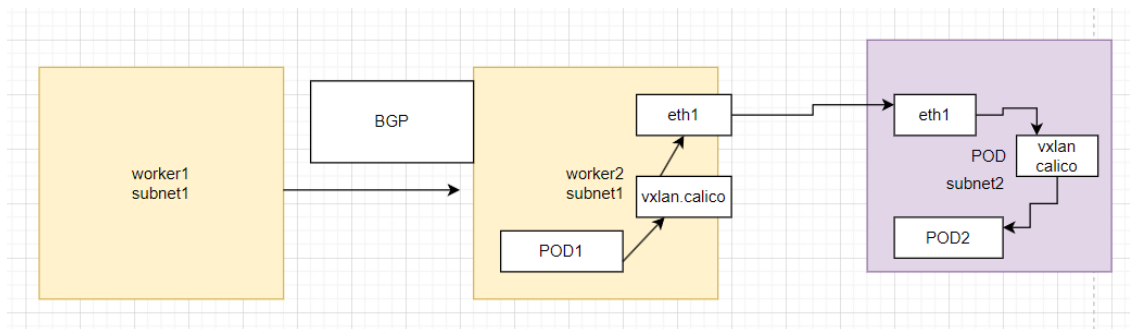 worker1
subnet1
BGP
worker2
subnet1
eth1
vxlan.calico
POD1
eth1
POD
subnet2
vxlan
calico
POD2